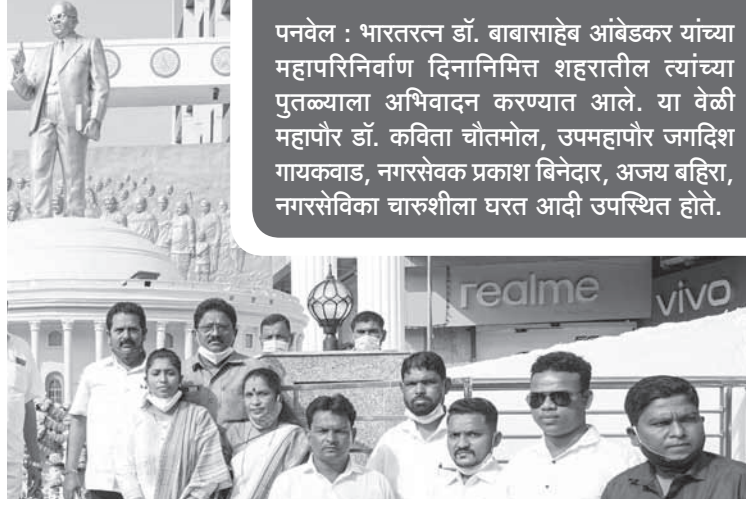 पनवेल : भारतरत्न डॉ. बाबासाहेब आंबेडकर यांच्या
महापरिनिर्वाण दिनानिमित्त शहरातील त्यांच्या
पुतळ्याला अभिवादन करण्यात आले. या वेळी
महापौर डॉ. कविता चौतमोल, उपमहापौर जगदिश
गायकवाड, नगरसेवक प्रकाश बिनेदार, अजय बहिरा,
नगरसेविका चारुशीला घरत आदी उपस्थित होते.
realme
vivo